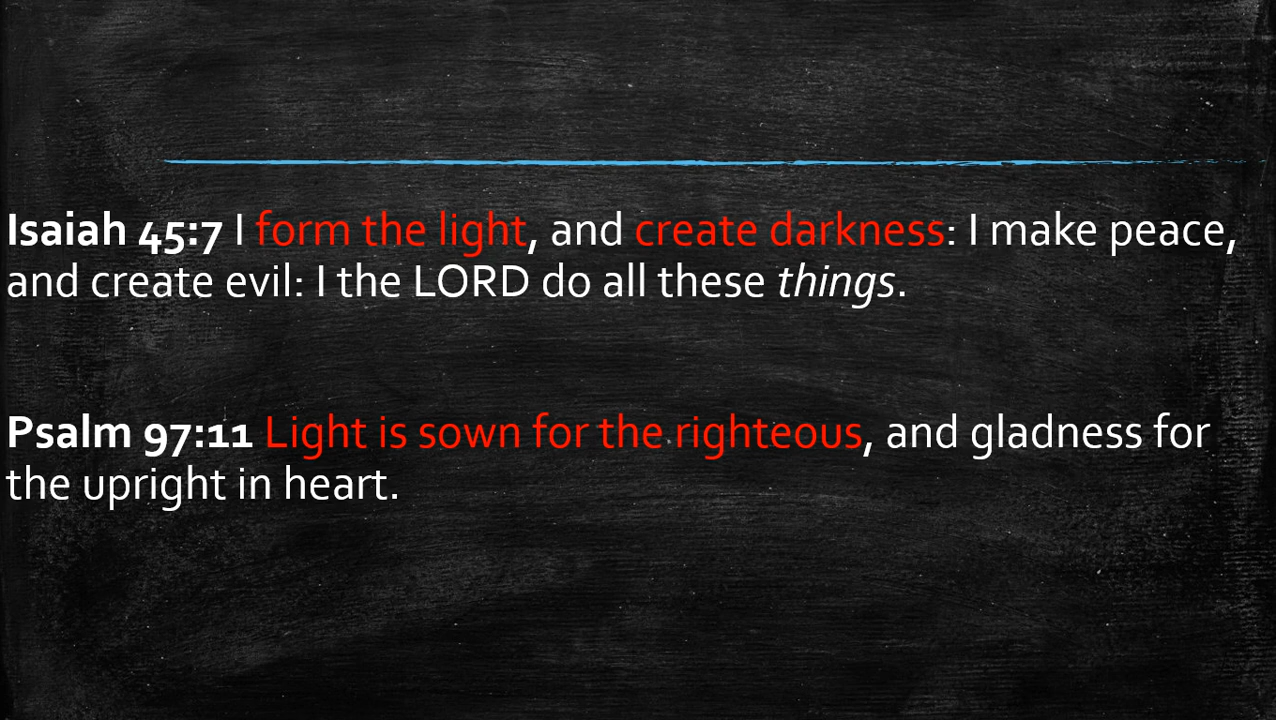 Isaiah 45:7 I form the light, and create darkness: I make peace,
and create evil: I the LORD do all these things.
Psalm 97:11 Light is sown for the righteous, and gladness for
the upright in heart.